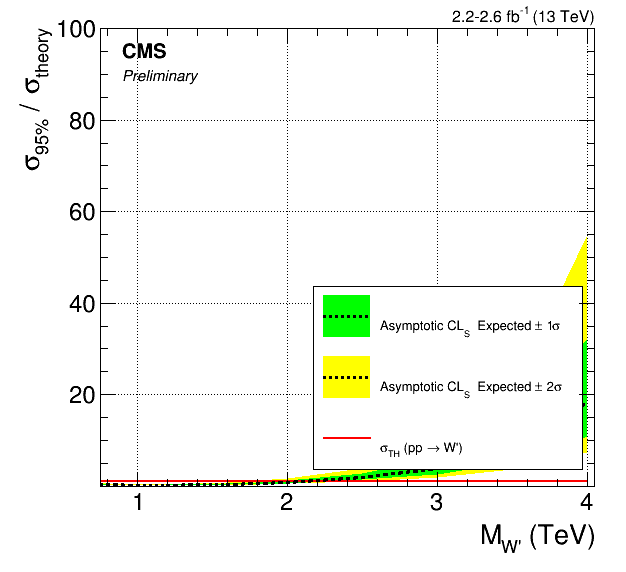 2.2-2.6 fb⁻¹ (13 TeV)
CMS
Preliminary
σ95% / σtheory
100
80
60
40
20
Asymptotic CLS Expected ± 1σ
Asymptotic CLS Expected ± 2σ
σTH (pp → W')
1 2 3 4
MW' (TeV)